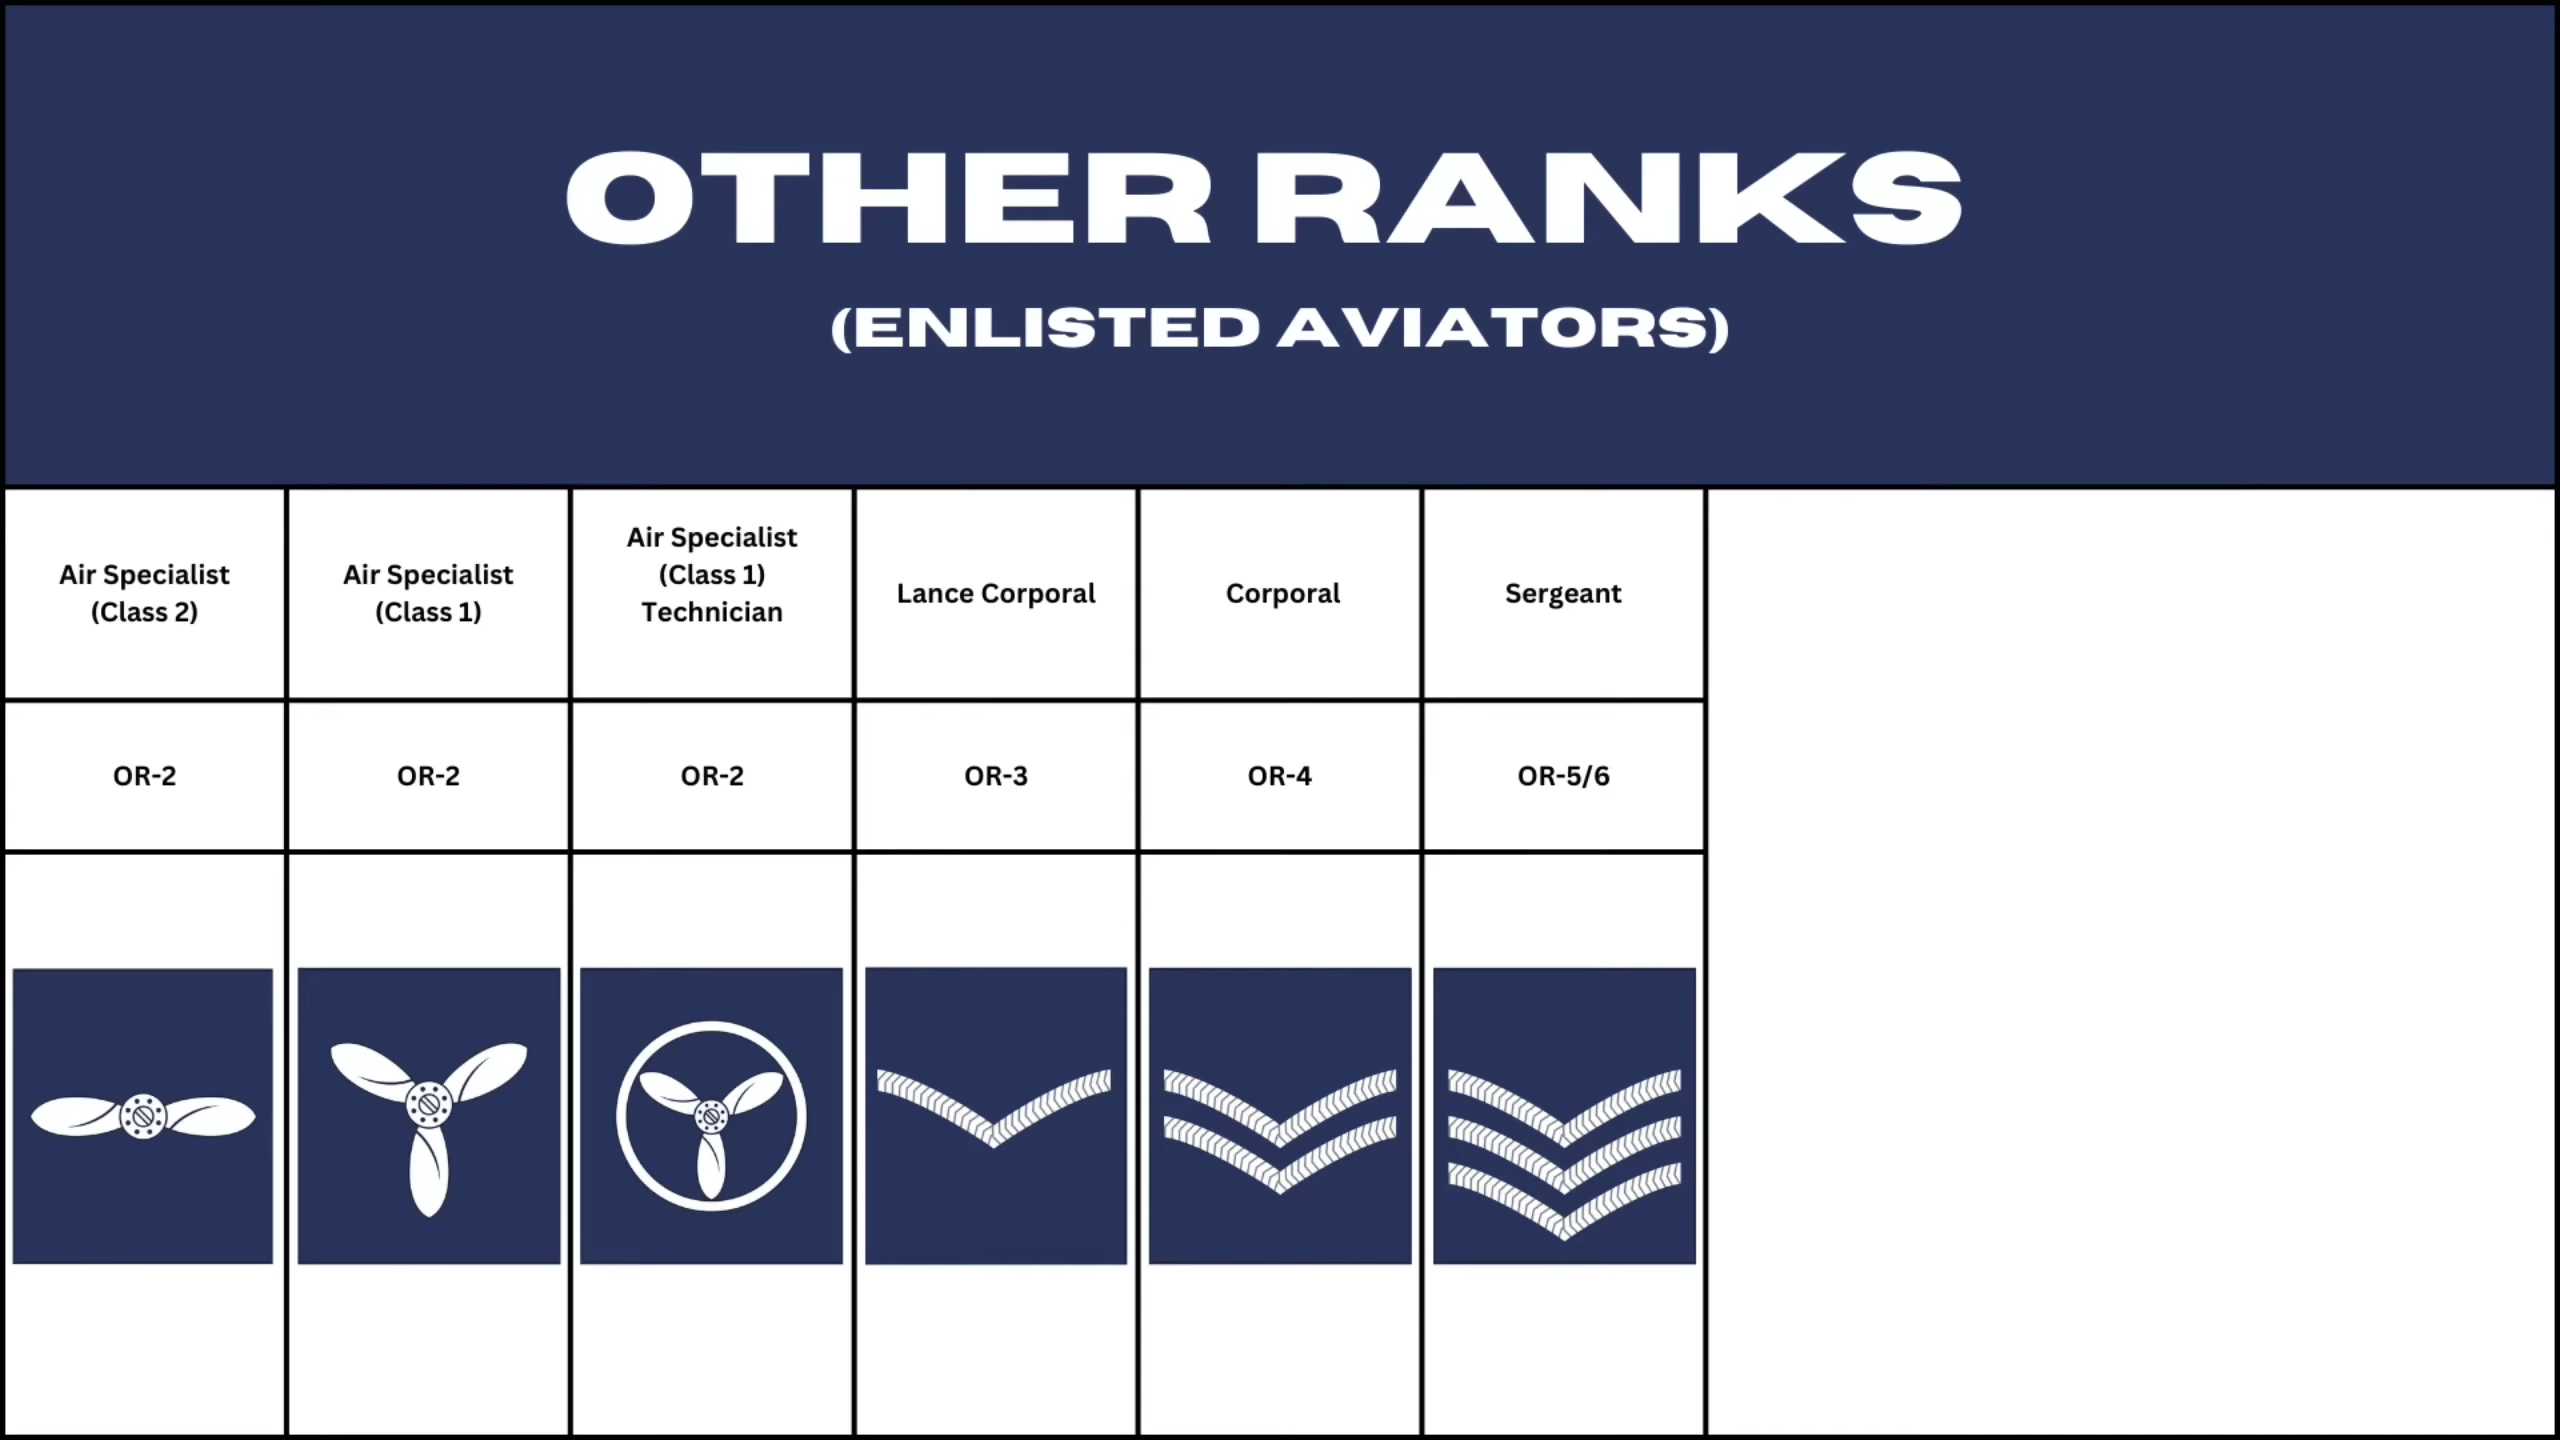 OTHER RANKS
(ENLISTED AVIATORS)
Air Specialist
(Class 2)
Air Specialist
(Class 1)
Air Specialist
(Class 1)
Technician
Lance Corporal
Corporal
Sergeant
OR-2
OR-2
OR-2
OR-3
OR-4
OR-5/6